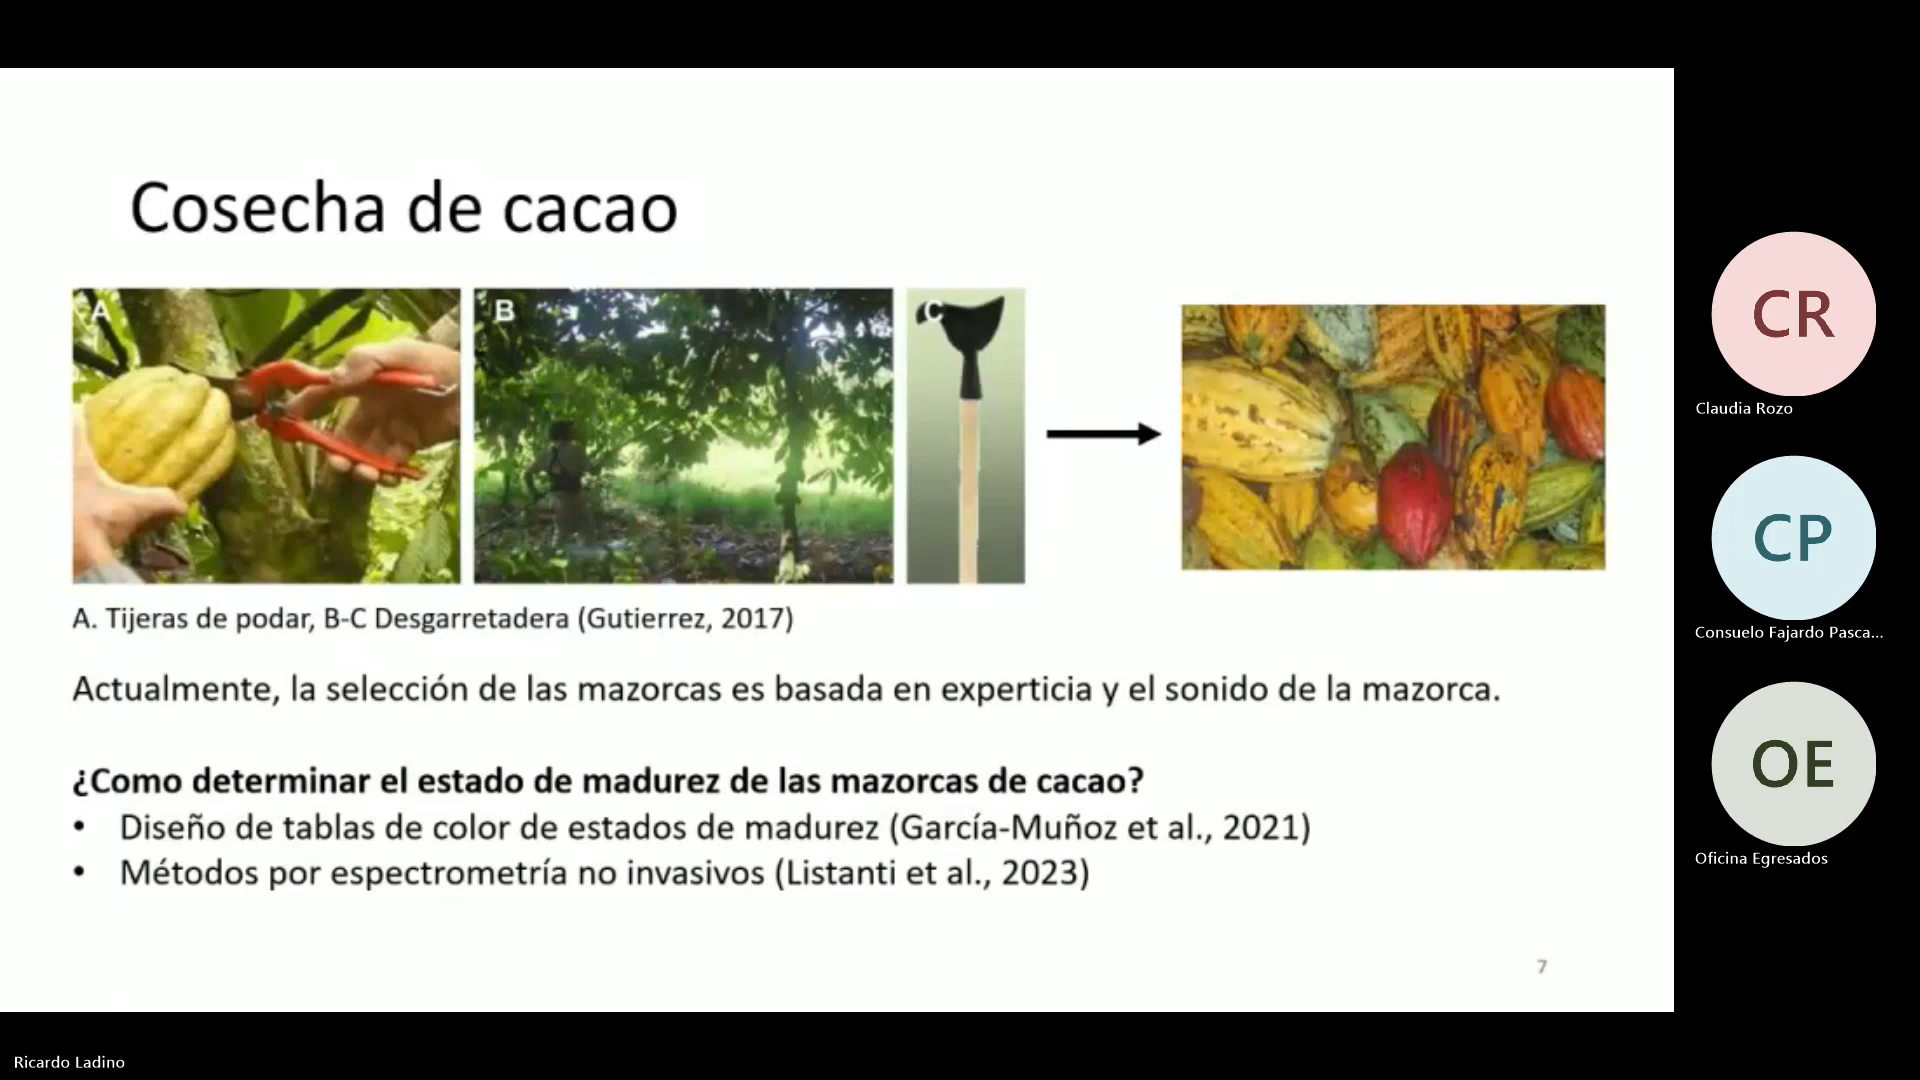 Cosecha de cacao
A
B
C
A. Tijeras de podar, B-C Desgarretadera (Gutierrez, 2017)
Actualmente, la selección de las mazorcas es basada en experticia y el sonido de la mazorca.
¿Como determinar el estado de madurez de las mazorcas de cacao?
• Diseño de tablas de color de estados de madurez (García-Muñoz et al., 2021)
• Métodos por espectrometría no invasivos (Listanti et al., 2023)
7
CR
Claudia Rozo
CP
Consuelo Fajardo Pasca...
OE
Oficina Egresados
Ricardo Ladino